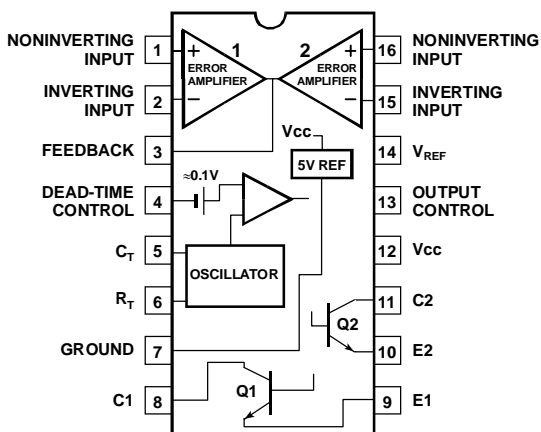 NONINVERTING
INPUT
1
+
ERROR
AMPLIFIER
1
2
ERROR
AMPLIFIER
+
16
NONINVERTING
INPUT
INVERTING
INPUT
2
−
−
15
INVERTING
INPUT
FEEDBACK
3
Vcc
5V REF
14
VREF
DEAD-TIME
CONTROL
4
≈0.1V
13
OUTPUT
CONTROL
CT
5
OSCILLATOR
12
Vcc
RT
6
Q2
11
C2
GROUND
7
10
E2
C1
8
Q1
9
E1